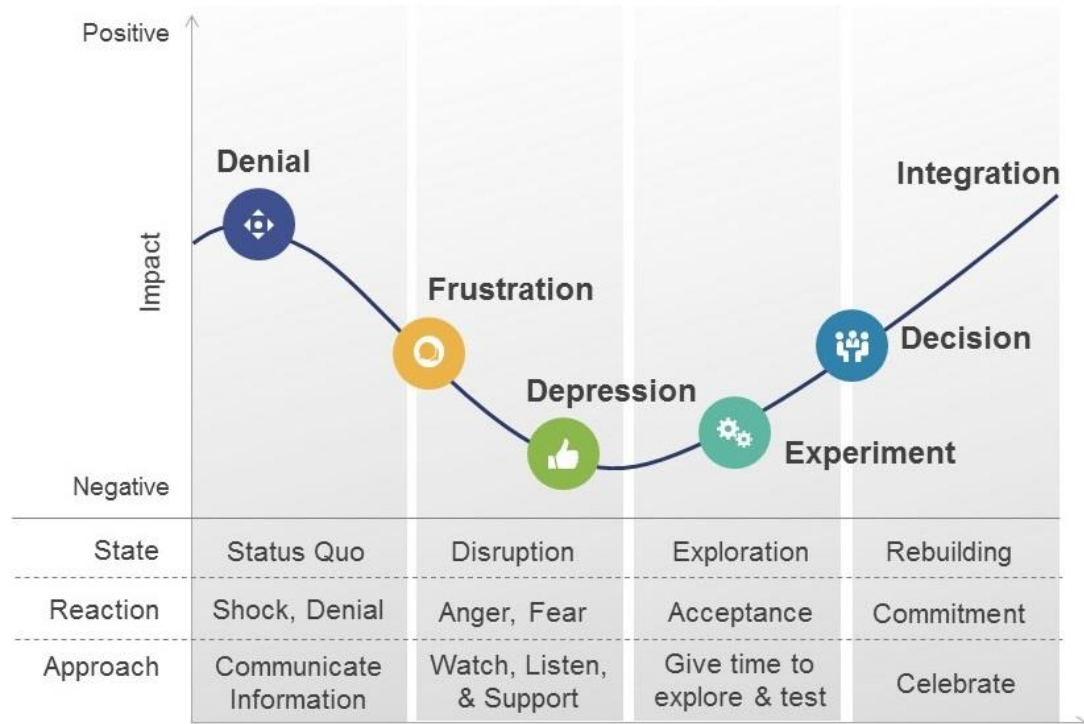 Positive
Denial
Integration
Impact
Frustration
Decision
Depression
Experiment
Negative
State Status Quo Disruption Exploration Rebuilding
Reaction Shock, Denial Anger, Fear Acceptance Commitment
Approach Communicate Information Watch, Listen, & Support Give time to explore & test Celebrate